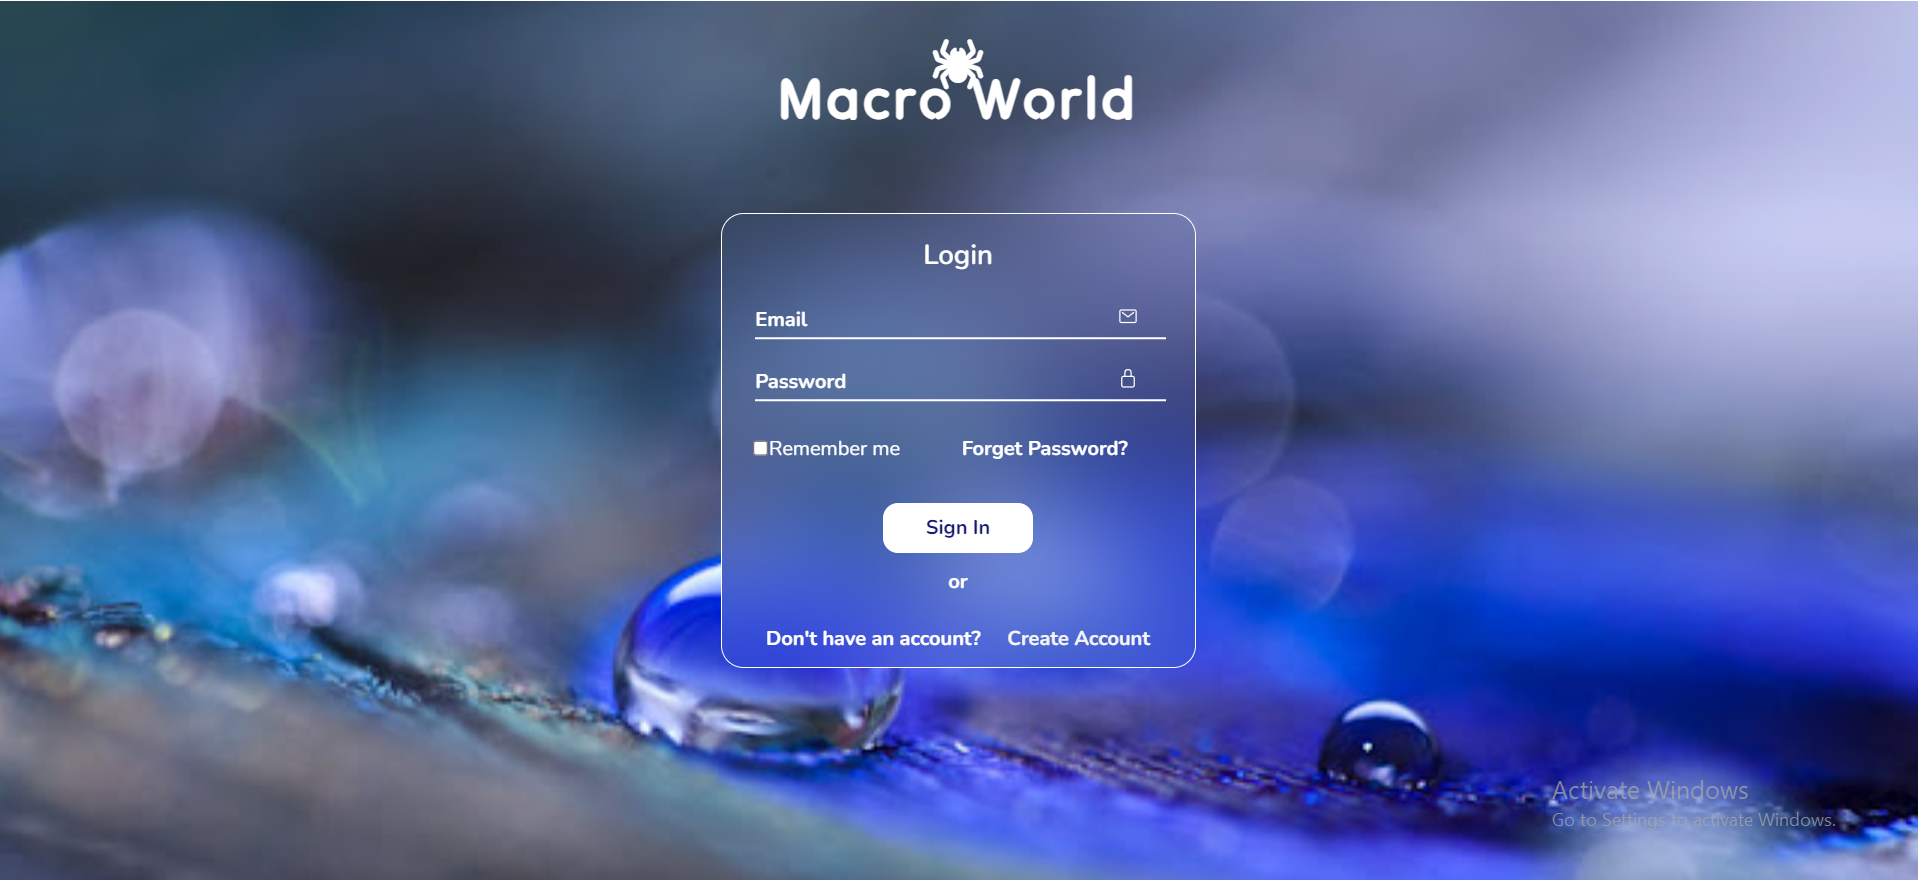 Macro World
Login
Email
Password
Remember me Forget Password?
Sign In
or
Don't have an account? Create Account
Activate Windows
Go to Settings to activate Windows.